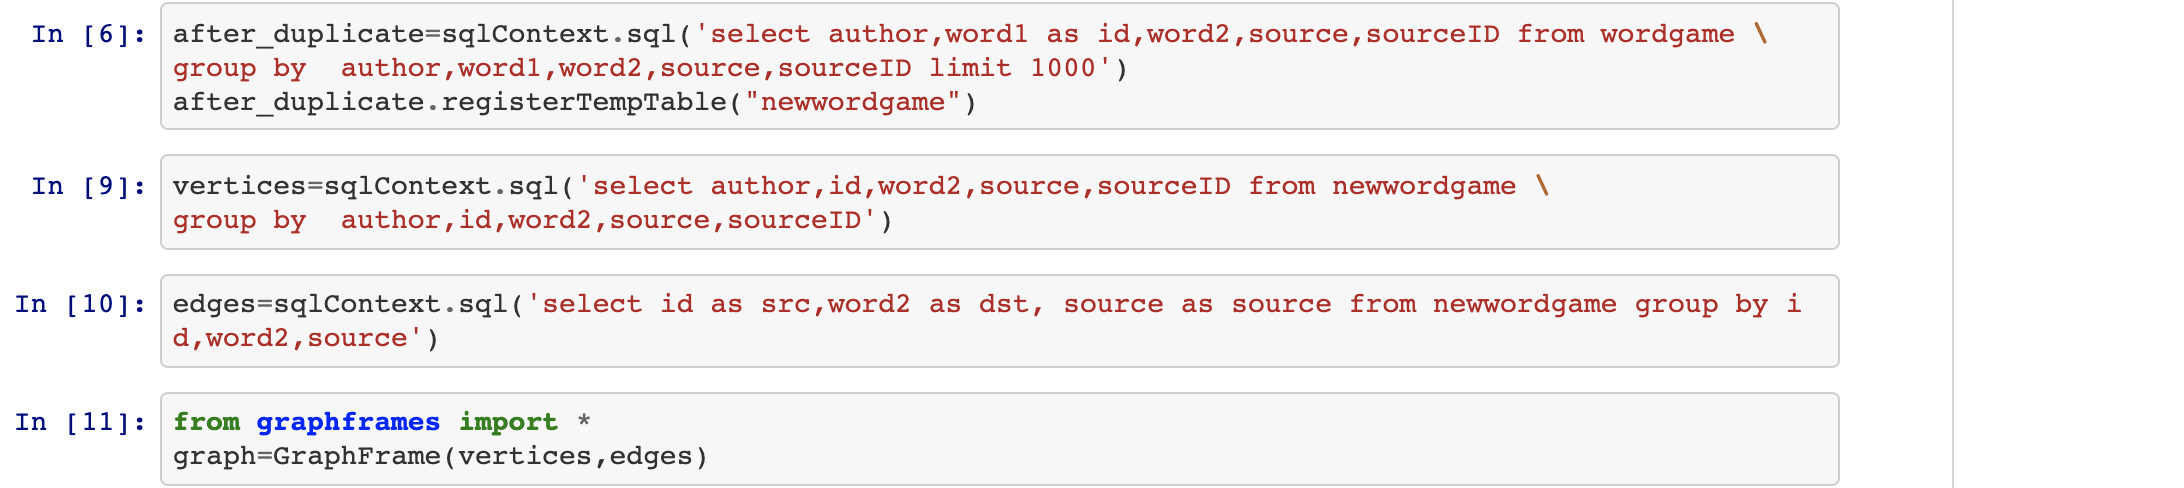 In [6]: after_duplicate=sqlContext.sql('select author,word1 as id,word2,source,sourceID from wordgame \
group by  author,word1,word2,source,sourceID limit 1000')
after_duplicate.registerTempTable("newwordgame")
In [9]: vertices=sqlContext.sql('select author,id,word2,source,sourceID from newwordgame \
group by  author,id,word2,source,sourceID')
In [10]: edges=sqlContext.sql('select id as src,word2 as dst, source as source from newwordgame group by i
d,word2,source')
In [11]: from graphframes import *
graph=GraphFrame(vertices,edges)